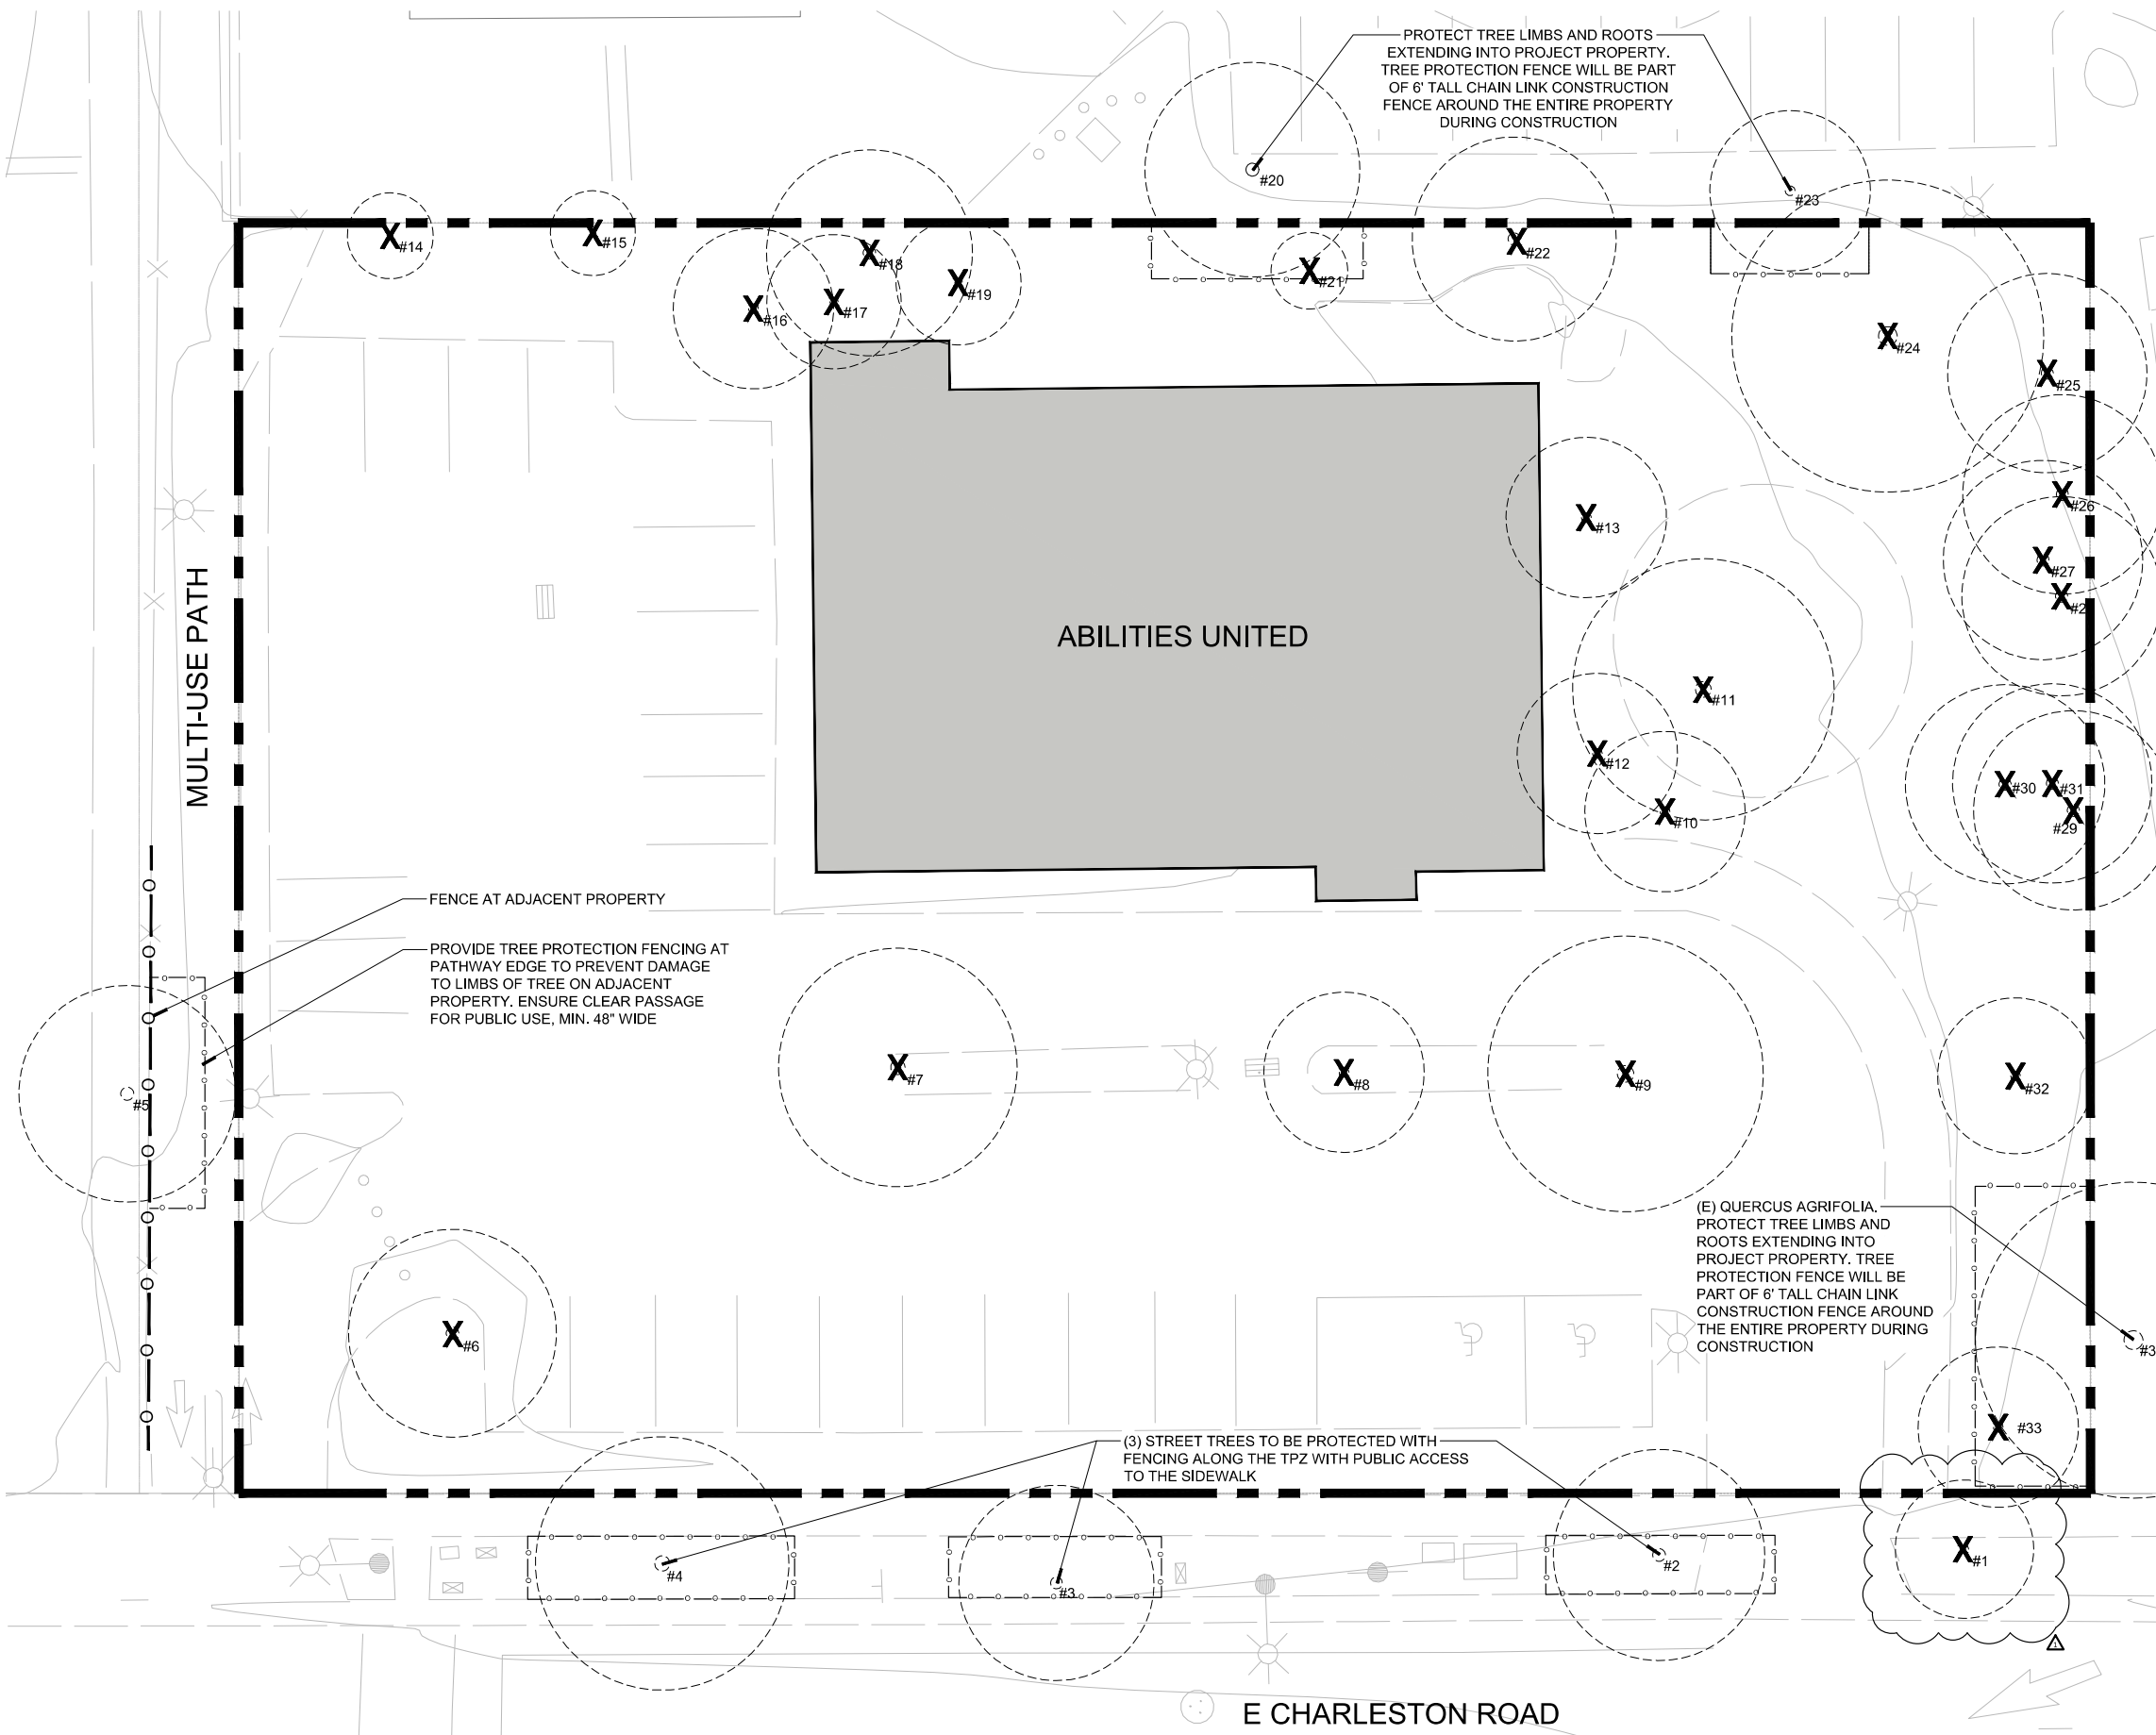 PROTECT TREE LIMBS AND ROOTS
EXTENDING INTO PROJECT PROPERTY.
TREE PROTECTION FENCE WILL BE PART
OF 6' TALL CHAIN LINK CONSTRUCTION
FENCE AROUND THE ENTIRE PROPERTY
DURING CONSTRUCTION
#20
#23
#14
#15
#22
#18
#21
#19
#16
#17
#24
#25
#26
#13
#27
#2
MULTI-USE PATH
ABILITIES UNITED
#11
#12
#30
#31
#10
#29
FENCE AT ADJACENT PROPERTY
PROVIDE TREE PROTECTION FENCING AT
PATHWAY EDGE TO PREVENT DAMAGE
TO LIMBS OF TREE ON ADJACENT
PROPERTY. ENSURE CLEAR PASSAGE
FOR PUBLIC USE, MIN. 48" WIDE
#7
#8
#9
#32
#5
(E) QUERCUS AGRIFOLIA.
PROTECT TREE LIMBS AND
ROOTS EXTENDING INTO
PROJECT PROPERTY. TREE
PROTECTION FENCE WILL BE
PART OF 6' TALL CHAIN LINK
CONSTRUCTION FENCE AROUND
THE ENTIRE PROPERTY DURING
CONSTRUCTION
#6
#3
#33
(3) STREET TREES TO BE PROTECTED WITH
FENCING ALONG THE TPZ WITH PUBLIC ACCESS
TO THE SIDEWALK
#4
#3
#2
#1
E CHARLESTON ROAD